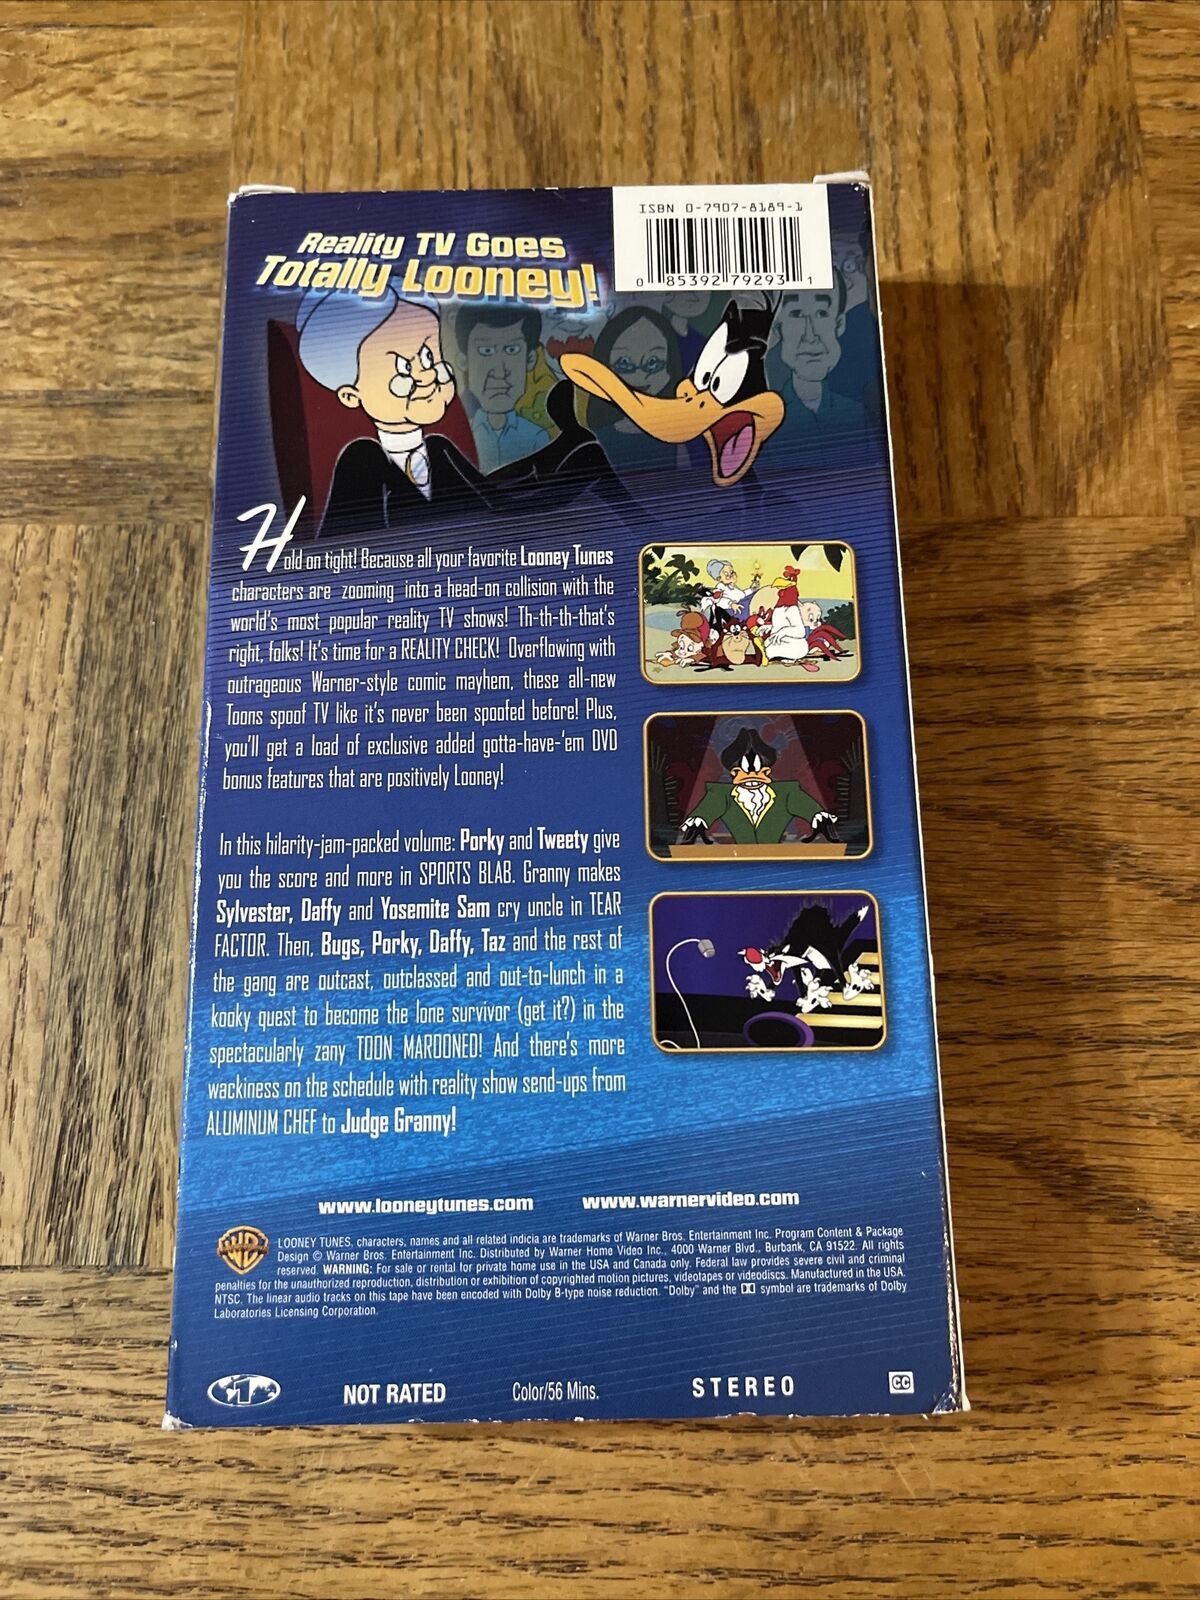 ISBN 0-7907-8189-1
0 85392 79293 1
Reality TV Goes
Totally Looney!
Hold on tight! Because all your favorite Looney Tunes
characters are zooming into a head-on collision with the
world's most popular reality TV shows! Th-th-th-that's
right, folks! It's time for a REALITY CHECK! Overflowing with
outrageous Warner-style comic mayhem, these all-new
Toons spoof TV like it's never been spoofed before! Plus,
you'll get a load of exclusive added gotta-have-'em DVD
bonus features that are positively Looney!
In this hilarity-jam-packed volume: Porky and Tweety give
you the score and more in SPORTS BLAB. Granny makes
Sylvester, Daffy and Yosemite Sam cry uncle in TEAR
FACTOR. Then, Bugs, Porky, Daffy, Taz and the rest of
the gang are outcast, outclassed and out-to-lunch in a
kooky quest to become the lone survivor (get it?) in the
spectacularly zany TOON MAROONED! And there's more
wackiness on the schedule with reality show send-ups from
ALUMINUM CHEF to Judge Granny!
www.looneytunes.com www.warnervideo.com
WB
LOONEY TUNES, characters, names and all related indicia are trademarks of Warner Bros. Entertainment Inc. Program Content & Package
Design © Warner Bros. Entertainment Inc. Distributed by Warner Home Video Inc., 4000 Warner Blvd., Burbank, CA 91522. All rights
reserved. WARNING: For sale or rental for private home use in the USA and Canada only. Federal law provides severe civil and criminal
penalties for the unauthorized reproduction, distribution or exhibition of copyrighted motion pictures, videotapes or videodiscs. Manufactured in the USA.
NTSC. The linear audio tracks on this tape have been encoded with Dolby B-type noise reduction. "Dolby" and the symbol are trademarks of Dolby
Laboratories Licensing Corporation.
1 NOT RATED Color/56 Mins. STEREO CC